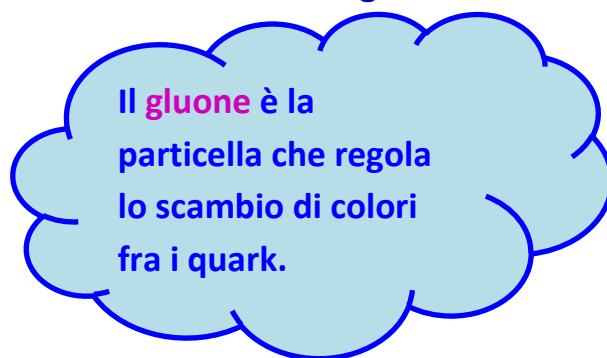 Il gluone è la
particella che regola
lo scambio di colori
fra i quark.